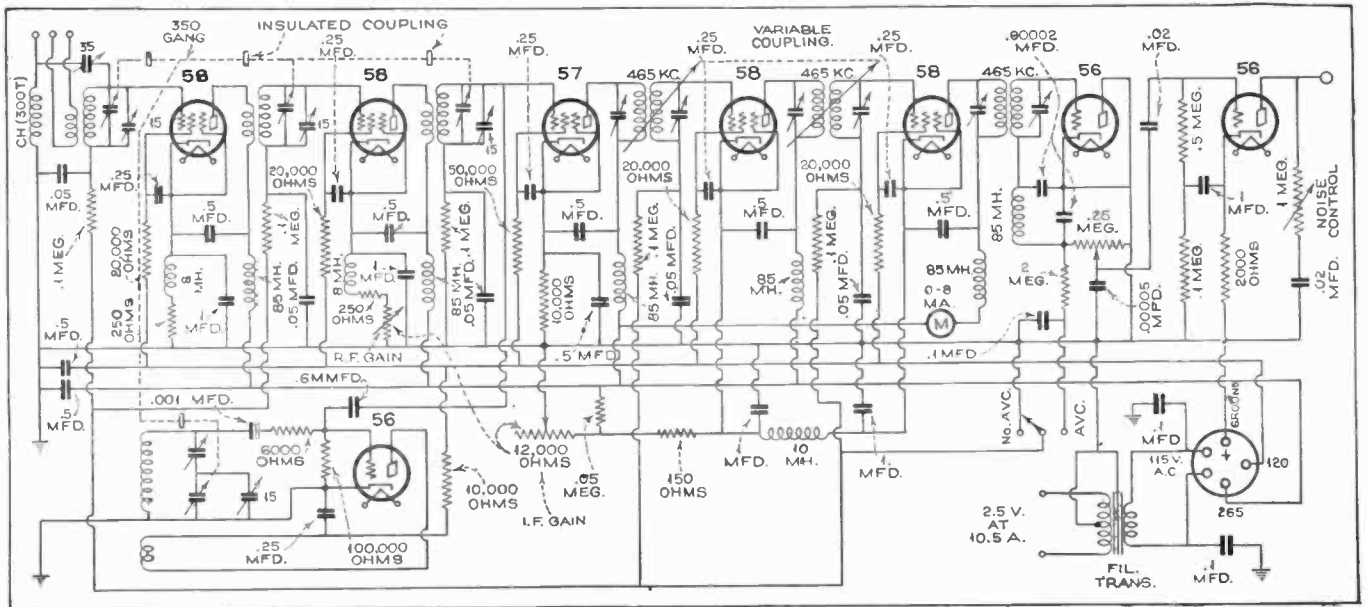 350
GANG
INSULATED COUPLING
.25
MFD.
.25
MFD.
VARIABLE
COUPLING.
.25
MFD.
.25
MFD.
.00002
MFD.
.02
MFD.
35
58
58
57
465 KC.
58
465 KC.
58
465 KC.
56
56
CH (300T)
15
15
.05
MFD.
.1 MEG.
.25
MFD.
80,000
OHMS
250
OHMS
8
MH.
.5
MFD.
.1
MFD.
85 MH.
.1
MEG.
.05 MFD.
20,000
OHMS
8 MH.
.5
MFD.
.1
MFD.
250
OHMS
85 MH.
.05 MFD.
.1 MEG.
50,000
OHMS
.5
MFD.
10,000
OHMS
.5 MFD.
85 MH.
.1 MEG.
.05 MFD.
20,000
OHMS
.5
MFD.
85
MH.
.1 MEG.
.05 MFD.
20,000
OHMS
.5
MFD.
85 MH.
0-8
MA.
M
85 MH.
.25
MEG.
2
MEG.
.1 MFD
.00005
MFD.
.5 MEG.
.1
MFD.
.1 MEG.
2000
OHMS
.1 MEG.
NOISE
CONTROL
.02
MFD.
R.F. GAIN
.5
MFD.
.5
MFD.
.001 MFD.
.6MMFD.
56
6000
OHMS
15
.25
MFD.
100,000
OHMS
10,000
OHMS
12,000
OHMS
I.F. GAIN
.05
MEG.
150
OHMS
.1
MFD.
10
MH.
.1
MFD.
NO. AVC.
AVC.
2.5 V.
AT
10.5 A.
FIL.
TRANS.
.1
MFD
115 V.
A.C
GROUND
120
265
.1
MFD.